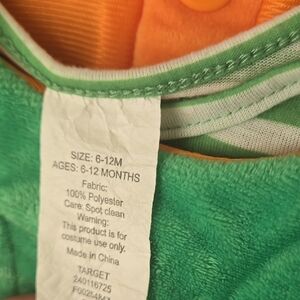 SIZE: 6-12M
AGES: 6-12 MONTHS
Fabric:
100% Polyester
Care: Spot clean
Warning:
This product is for
costume use only.
Made in China
TARGET
240116725